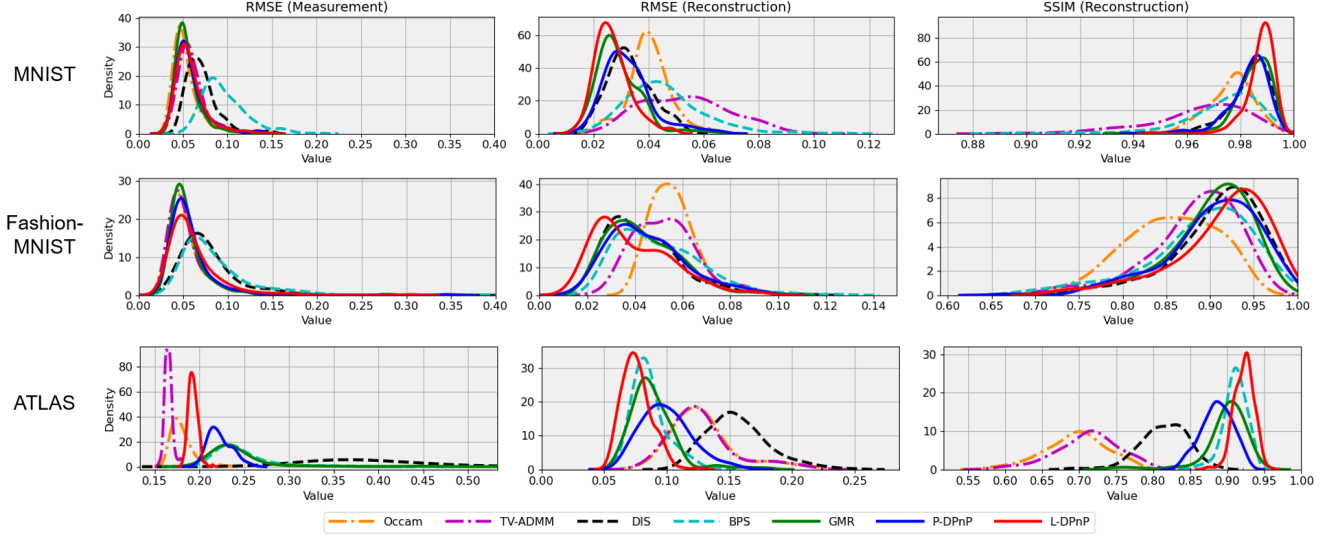 RMSE (Measurement)
RMSE (Reconstruction)
SSIM (Reconstruction)
MNIST
Density
40
30
20
10
0
0.00 0.05 0.10 0.15 0.20 0.25 0.30 0.35 0.40
Value
60
40
20
0
0.00 0.02 0.04 0.06 0.08 0.10 0.12
Value
80
60
40
20
0
0.88 0.90 0.92 0.94 0.96 0.98 1.00
Value
Fashion-
MNIST
Density
30
20
10
0
0.00 0.05 0.10 0.15 0.20 0.25 0.30 0.35 0.40
Value
40
30
20
10
0
0.00 0.02 0.04 0.06 0.08 0.10 0.12 0.14
Value
8
6
4
2
0
0.60 0.65 0.70 0.75 0.80 0.85 0.90 0.95 1.00
Value
ATLAS
Density
80
60
40
20
0
0.15 0.20 0.25 0.30 0.35 0.40 0.45 0.50
Value
30
20
10
0
0.00 0.05 0.10 0.15 0.20 0.25
Value
30
20
10
0
0.55 0.60 0.65 0.70 0.75 0.80 0.85 0.90 0.95 1.00
Value
Occam TV-ADMM DIS BPS GMR P-DPnP L-DPnP